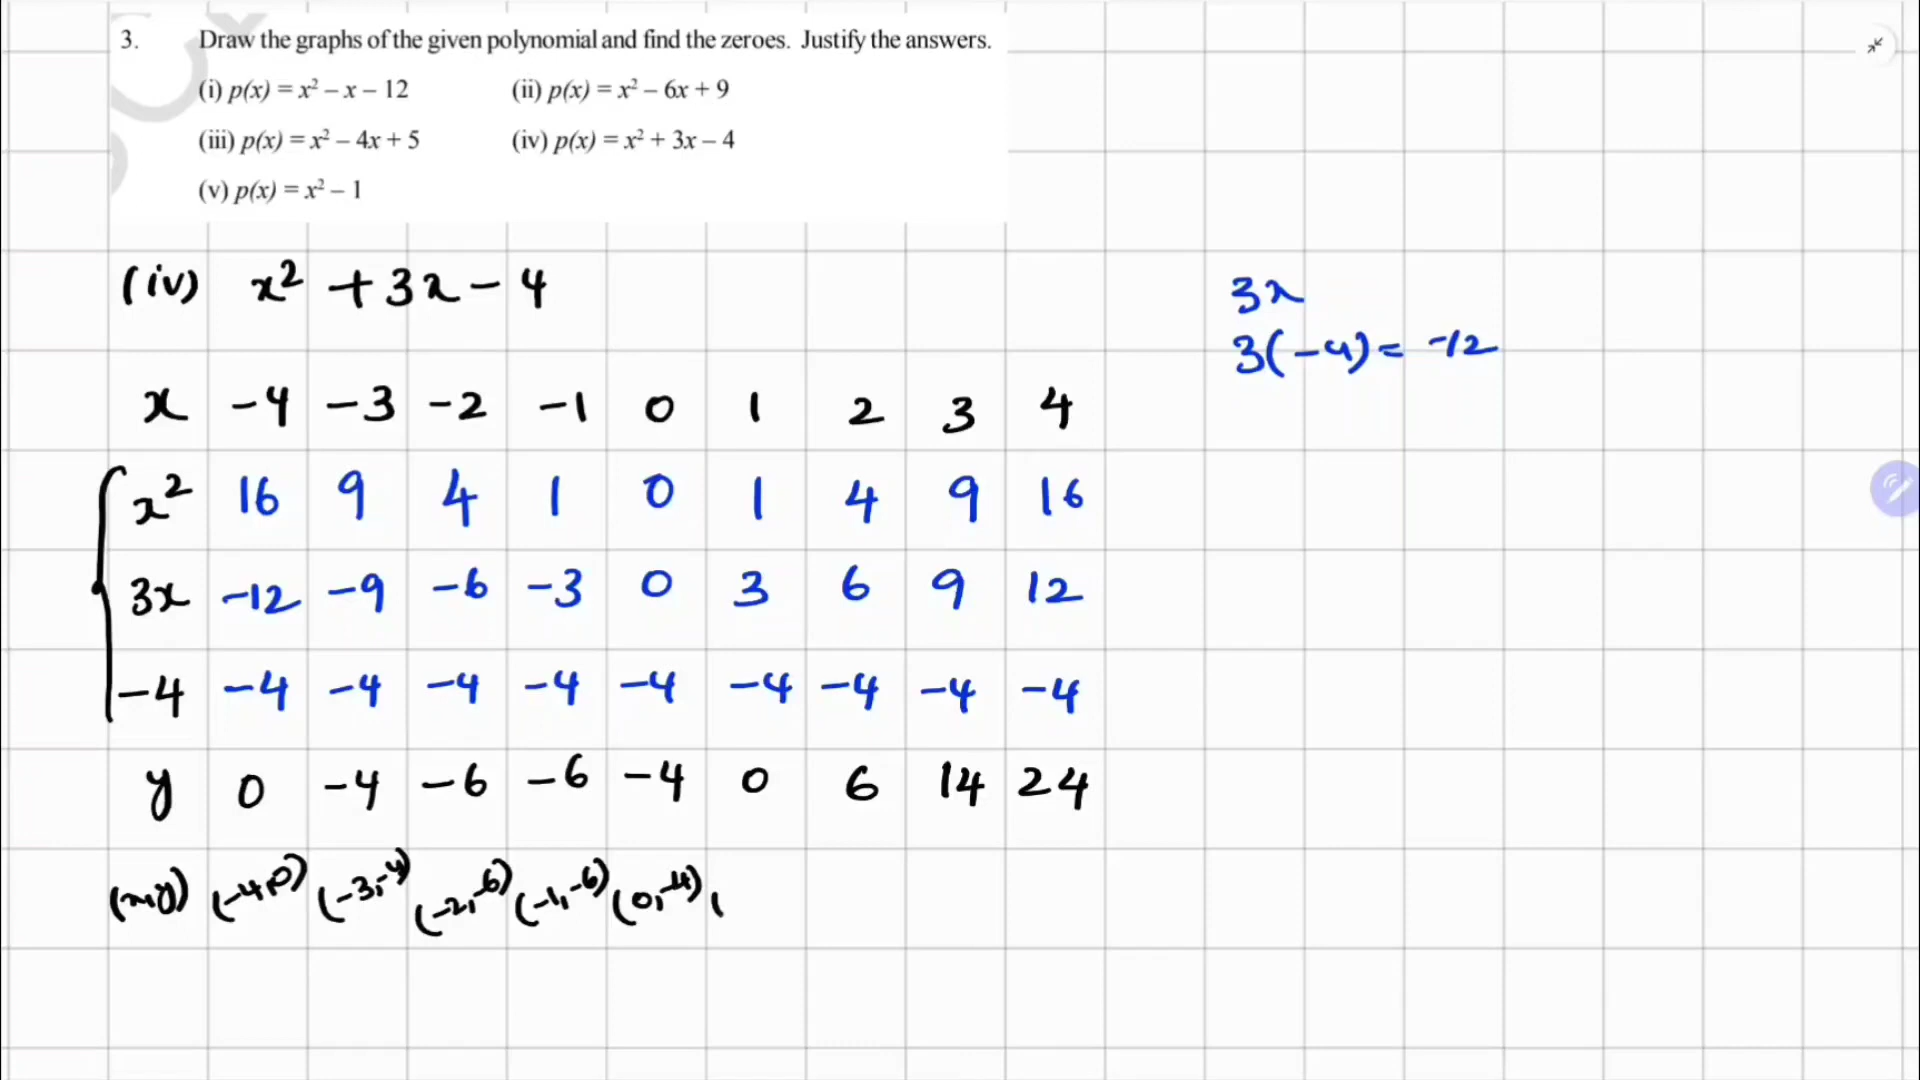 3. Draw the graphs of the given polynomial and find the zeroes. Justify the answers.
(i) p(x) = x² – x – 12 (ii) p(x) = x² – 6x + 9
(iii) p(x) = x² – 4x + 5 (iv) p(x) = x² + 3x – 4
(v) p(x) = x² – 1
(iv) x² + 3x - 4
3x
3(-4) = -12
x -4 -3 -2 -1 0 1 2 3 4
x² 16 9 4 1 0 1 4 9 16
3x -12 -9 -6 -3 0 3 6 9 12
-4 -4 -4 -4 -4 -4 -4 -4 -4 -4
y 0 -4 -6 -6 -4 0 6 14 24
(x,y) (-4,0) (-3,-4) (-2,-6) (-1,-6) (0,-4) (